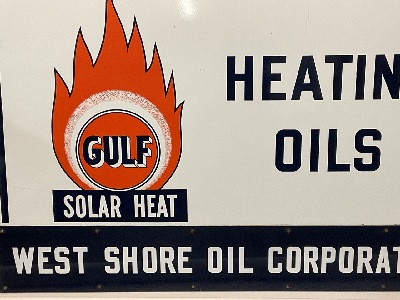 GULF
SOLAR HEAT
HEATIN
OILS
WEST SHORE OIL CORPORAT